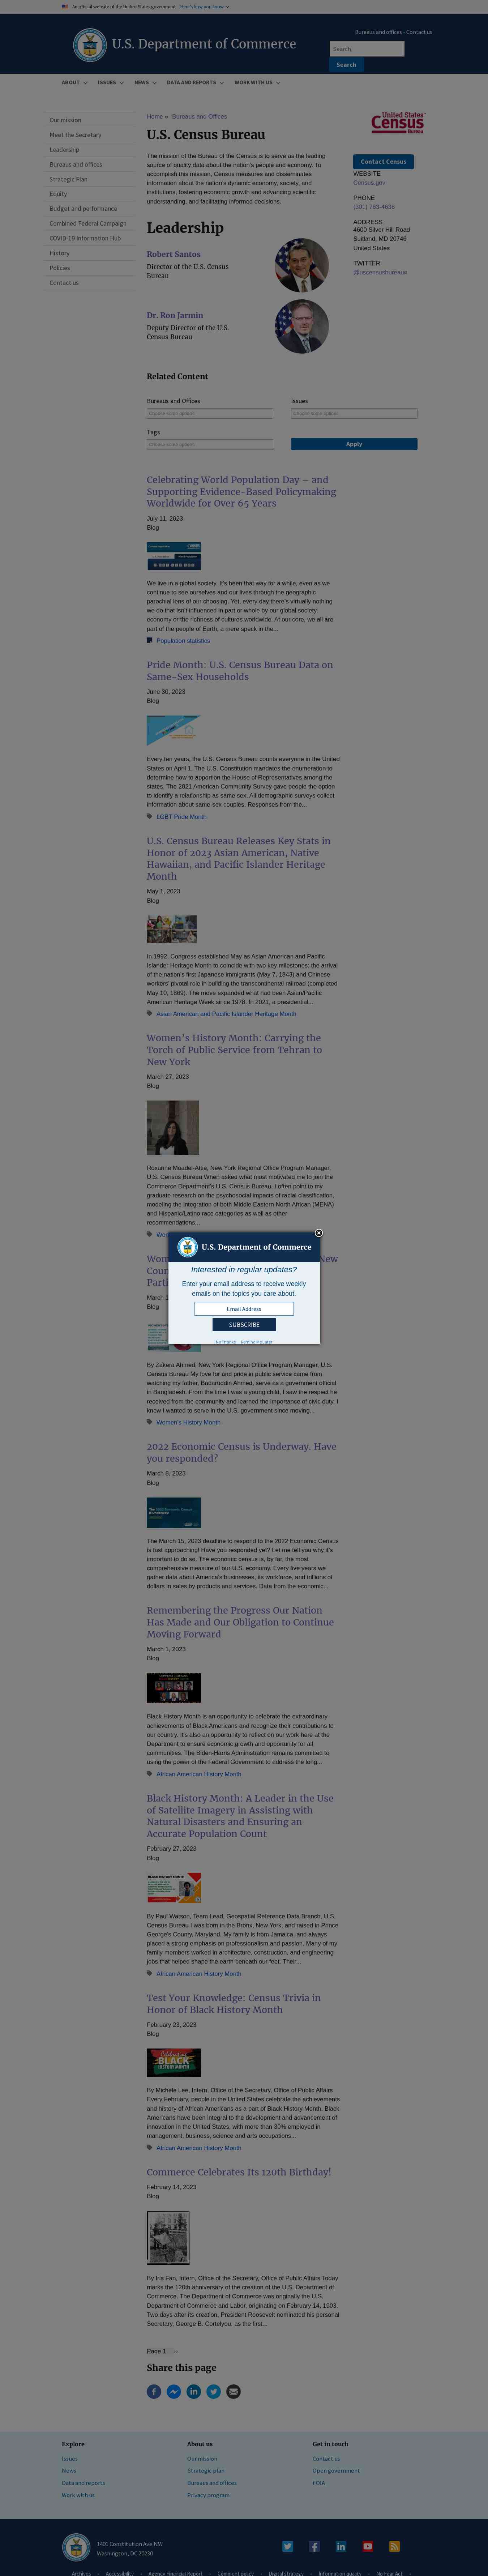 An official website of the United States government Here's how you know
Bureaus and offices Contact us
U.S. Department of Commerce
Search
Search
ABOUT ISSUES NEWS DATA AND REPORTS WORK WITH US
Our mission
Meet the Secretary
Leadership
Bureaus and offices
Strategic Plan
Equity
Budget and performance
Combined Federal Campaign
COVID-19 Information Hub
History
Policies
Contact us
Home » Bureaus and Offices
U.S. Census Bureau
The mission of the Bureau of the Census is to serve as the leading
source of quality data about the nation's people and economy. To
accomplish this mission, the Census Bureau must disseminate
information about the nation's dynamic economy, society, and
institutions, fostering economic growth and advancing scientific
understanding, and facilitating informed decisions.
Leadership
Robert Santos
Director of the U.S. Census
Bureau
Dr. Ron Jarmin
Deputy Director of the U.S.
Census Bureau
United States®
Census
Bureau
Contact Census
WEBSITE
Census.gov
PHONE
(301) 763-4636
ADDRESS
4600 Silver Hill Road
Suitland, MD 20746
United States
TWITTER
@uscensusbureau
Related Content
Bureaus and Offices
Choose some options
Issues
Choose some options
Tags
Choose some options
Apply
Celebrating World Population Day – and
Supporting Evidence-Based Policymaking
Worldwide for Over 65 Years
July 11, 2023
Blog
We live in a global society. It's been that way for a while, even as we
continue to see ourselves and our lives through the geographic
parochial lens of our choosing. Yet, every day there's virtually nothing
we do that isn't influenced in part or whole by our global society,
economy or the richness of cultures worldwide. At our core, we are all
part of the people of Earth, a mere speck in the...
Population statistics
Pride Month: U.S. Census Bureau Data on
Same-Sex Households
June 30, 2023
Blog
Every ten years, the U.S. Census Bureau counts everyone in the United
States on April 1. The U.S. Constitution mandates the enumeration to
determine how to apportion the House of Representatives among the
states. The 2021 American Community Survey gave people the option
to identify their relationship as same sex. All demographic surveys collect
information about same-sex couples. Responses from the...
LGBT Pride Month
U.S. Census Bureau Releases Key Stats in
Honor of 2023 Asian American, Native
Hawaiian, and Pacific Islander Heritage
Month
May 1, 2023
Blog
In 1992, Congress established May as Asian American and Pacific
Islander Heritage Month to coincide with two key milestones: the arrival
of the nation's first Japanese immigrants (May 7, 1843) and Chinese
workers' pivotal role in building the transcontinental railroad (completed
May 10, 1869). The move expanded what had been Asian/Pacific
American Heritage Week since 1978. In 2021, a presidential...
Asian American and Pacific Islander Heritage Month
Women's History Month: Carrying the
Torch of Public Service from Tehran to
New York
March 27, 2023
Blog
Roxanne Moadel-Attie, New York Regional Office Program Manager,
U.S. Census Bureau When asked what most motivated me to join the
Commerce Department's U.S. Census Bureau, I often point to my
graduate research on the psychosocial impacts of racial classification,
modeling the integration of both Middle Eastern North African (MENA)
and Hispanic/Latino race categories as well as other
recommendations...
U.S. Department of Commerce
Interested in regular updates?
Enter your email address to receive weekly
emails on the topics you care about.
Email Address
SUBSCRIBE
No Thanks Remind Me Later
Blog
By Zakera Ahmed, New York Regional Office Program Manager, U.S.
Census Bureau My love for and pride in public service came from
watching my father, Badaruddin Ahmed, serve as a government official
in Bangladesh. From the time I was a young child, I saw the respect he
received from the community and learned the importance of civic duty. I
knew I wanted to serve in the U.S. government since moving...
Women's History Month
2022 Economic Census is Underway. Have
you responded?
March 8, 2023
Blog
The March 15, 2023 deadline to respond to the 2022 Economic Census
is fast approaching! Have you responded yet? Let me tell you why it's
important to do so. The economic census is, by far, the most
comprehensive measure of our U.S. economy. Every five years we
gather data about America's businesses, its workforce, and trillions of
dollars in sales by products and services. Data from the economic...
Remembering the Progress Our Nation
Has Made and Our Obligation to Continue
Moving Forward
March 1, 2023
Blog
Black History Month is an opportunity to celebrate the extraordinary
achievements of Black Americans and recognize their contributions to
our country. It's also an opportunity to reflect on our work here at the
Department to ensure economic growth and opportunity for all
communities. The Biden-Harris Administration remains committed to
using the power of the Federal Government to address the long...
African American History Month
Black History Month: A Leader in the Use
of Satellite Imagery in Assisting with
Natural Disasters and Ensuring an
Accurate Population Count
February 27, 2023
Blog
BLACK HISTORY MONTH
By Paul Watson, Team Lead, Geospatial Reference Data Branch, U.S.
Census Bureau I was born in the Bronx, New York, and raised in Prince
George's County, Maryland. My family is from Jamaica, and always
placed a strong emphasis on professionalism and passion. Many of my
family members worked in architecture, construction, and engineering
jobs that helped shape the earth beneath our feet. Their...
African American History Month
Test Your Knowledge: Census Trivia in
Honor of Black History Month
February 23, 2023
Blog
Celebrating
BLACK
HISTORY MONTH
By Michele Lee, Intern, Office of the Secretary, Office of Public Affairs
Every February, people in the United States celebrate the achievements
and history of African Americans as part of Black History Month. Black
Americans have been integral to the development and advancement of
innovation in the United States, with more than 30% employed in
management, business, science and arts occupations...
African American History Month
Commerce Celebrates Its 120th Birthday!
February 14, 2023
Blog
By Iris Fan, Intern, Office of the Secretary, Office of Public Affairs Today
marks the 120th anniversary of the creation of the U.S. Department of
Commerce. The Department of Commerce was originally the U.S.
Department of Commerce and Labor, originating on February 14, 1903.
Two days after its creation, President Roosevelt nominated his personal
Secretary, George B. Cortelyou, as the first...
Page 1
Share this page
Explore
Issues
News
Data and reports
Work with us
About us
Our mission
Strategic plan
Bureaus and offices
Privacy program
Get in touch
Contact us
Open government
FOIA
1401 Constitution Ave NW
Washington, DC 20230
Archives Accessibility Agency Financial Report Comment policy Digital strategy Information quality No Fear Act